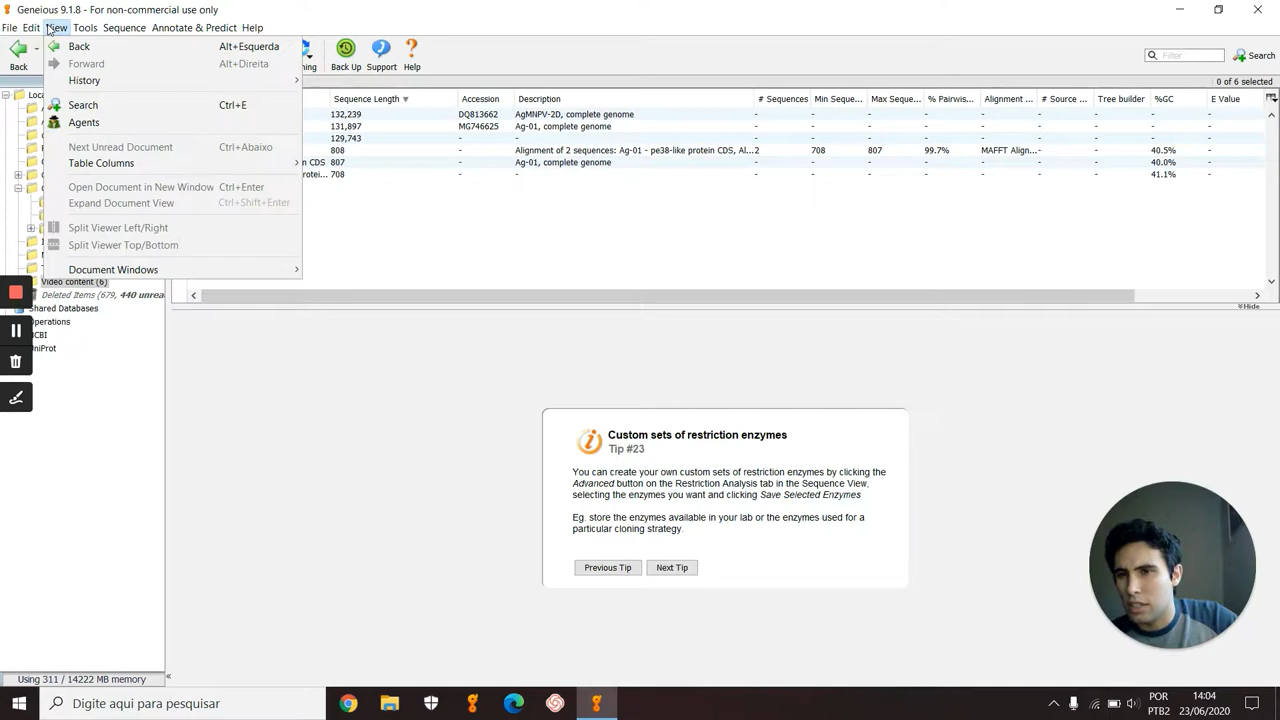 Geneious 9.1.8 - For non-commercial use only
File Edit View Tools Sequence Annotate & Predict Help
Back Back Up Support Help Filter Search
0 of 6 selected
Back Alt+Esquerda
Forward Alt+Direita
History
Search Ctrl+E
Agents
Next Unread Document Ctrl+Abaixo
Table Columns
Open Document in New Window Ctrl+Enter
Expand Document View Ctrl+Shift+Enter
Split Viewer Left/Right
Split Viewer Top/Bottom
Document Windows
Sequence Length Accession Description # Sequences Min Seque... Max Seque... % Pairwis... Alignment ... # Source ... Tree builder %GC E Value
132,239 DQ813662 AgMNPV-2D, complete genome - - - - - - - -
131,897 MG746625 Ag-01, complete genome - - - - - - - -
129,743 - - - - - - - - - - -
808 - Alignment of 2 sequences: Ag-01 - pe38-like protein CDS, Al... 2 708 807 99.7% MAFFT Align... - - 40.5% -
CDS 807 - Ag-01, complete genome - - - - - - - 40.0% -
708 - - - - - - - - - 41.1% -
Video content (6)
Deleted Items (679, 440
Shared Databases
Operations
UniProt
Hide
Custom sets of restriction enzymes
Tip #23
You can create your own custom sets of restriction enzymes by clicking the
Advanced button on the Restriction Analysis tab in the Sequence View,
selecting the enzymes you want and clicking Save Selected Enzymes
Eg. store the enzymes available in your lab or the enzymes used for a
particular cloning strategy.
Previous Tip Next Tip
Using 311 / 14222 MB memory
Digite aqui para pesquisar
POR
PTB2
14:04
23/06/2020